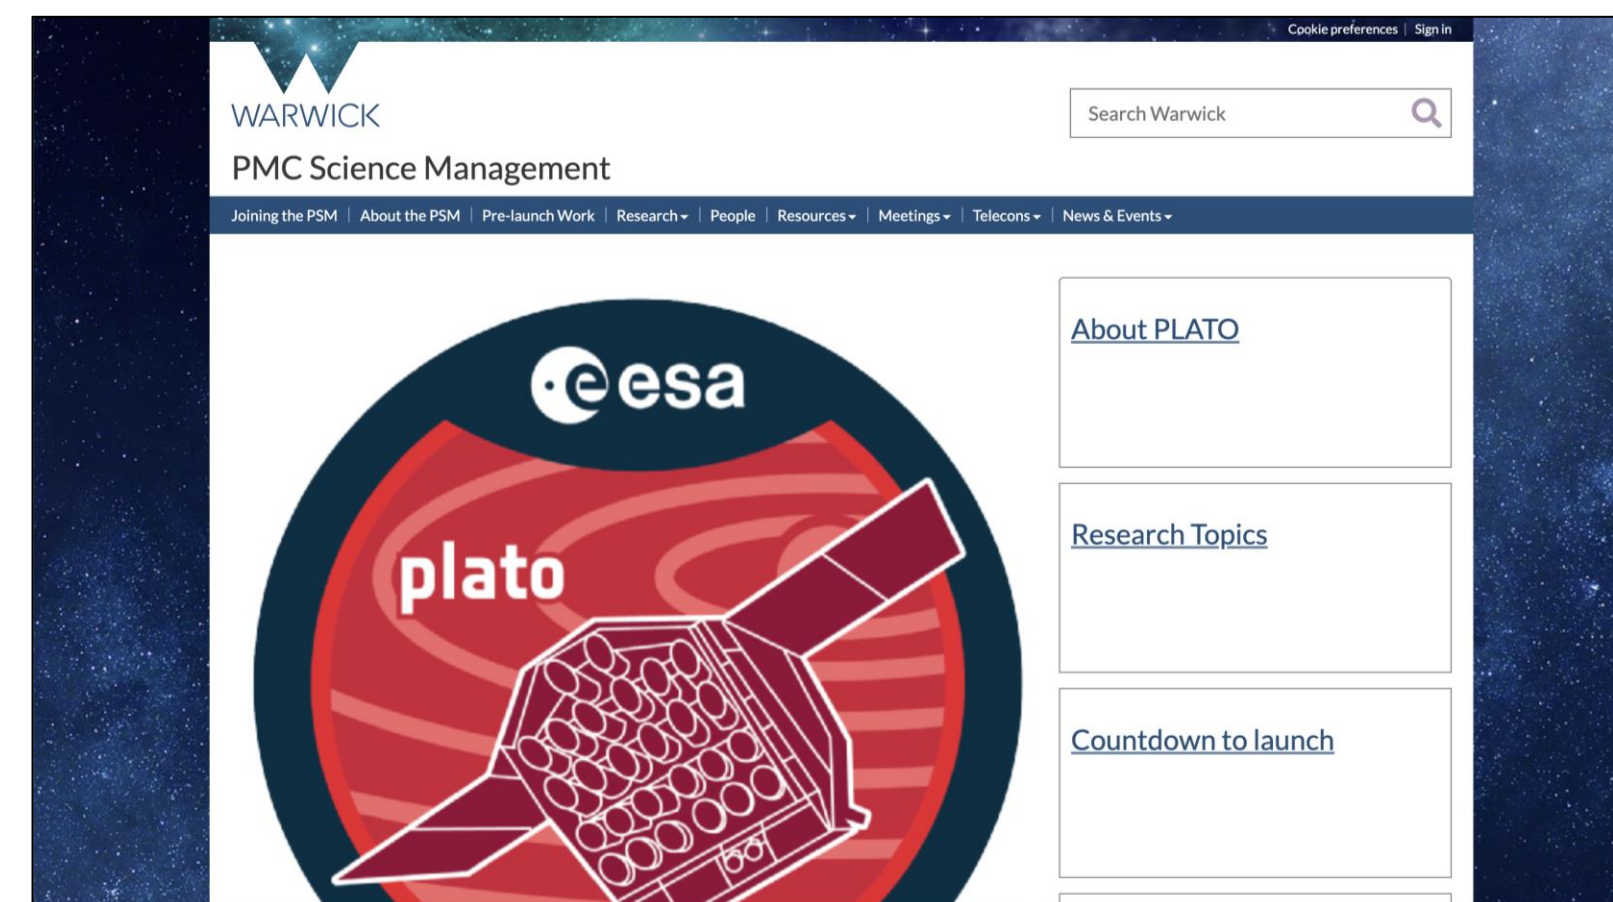 Cookie preferences | Sign in
WARWICK
Search Warwick
PMC Science Management
Joining the PSM | About the PSM | Pre-launch Work | Research | People | Resources | Meetings | Telecons | News & Events
esa
plato
About PLATO
Research Topics
Countdown to launch